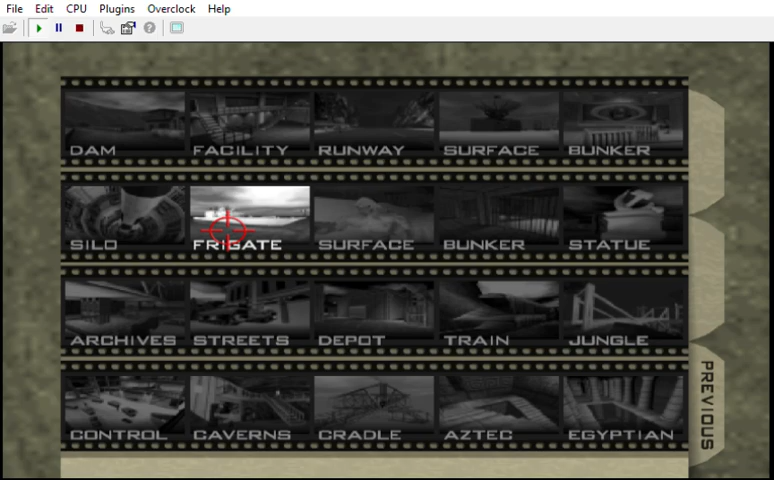 File Edit CPU Plugins Overclock Help
DAM FACILITY RUNWAY SURFACE BUNKER
SILO FRIGATE SURFACE BUNKER STATUE
ARCHIVES STREETS DEPOT TRAIN JUNGLE
CONTROL CAVERNS CRADLE AZTEC EGYPTIAN
PREVIOUS